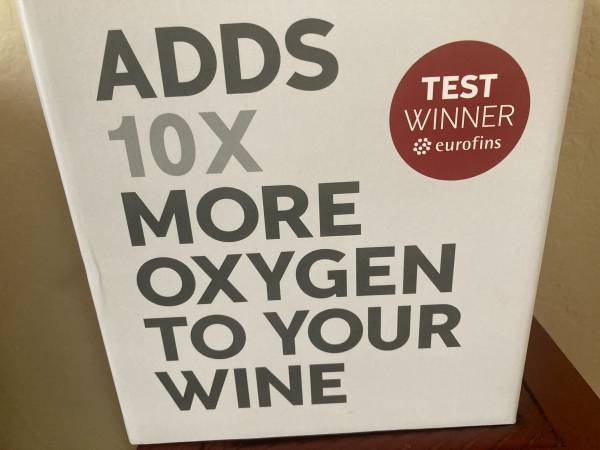 ADDS
10X
MORE
OXYGEN
TO YOUR
WINE
TEST
WINNER
eurofins